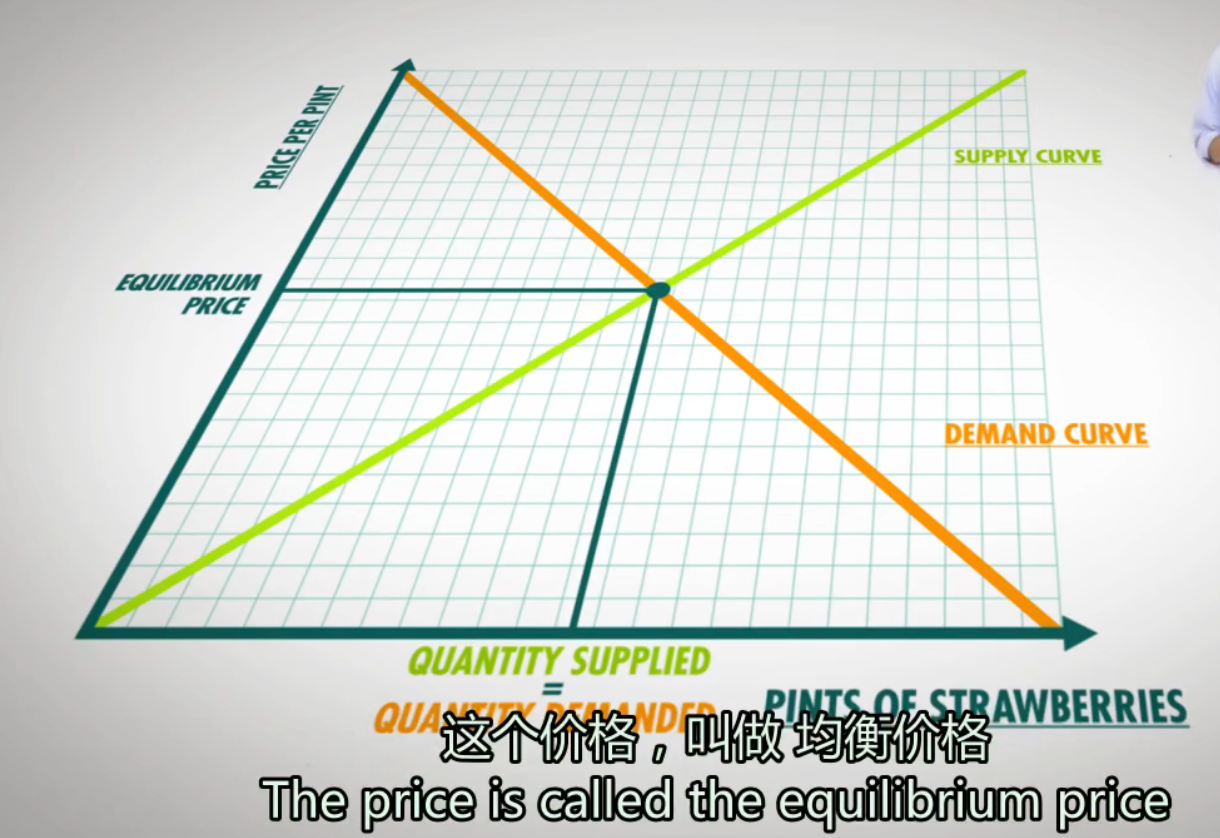 PRICE PER PINT
SUPPLY CURVE
EQUILIBRIUM
PRICE
DEMAND CURVE
QUANTITY SUPPLIED
=
QUANTITY DEMANDED
PINTS OF STRAWBERRIES
这个价格，叫做 均衡价格
The price is called the equilibrium price